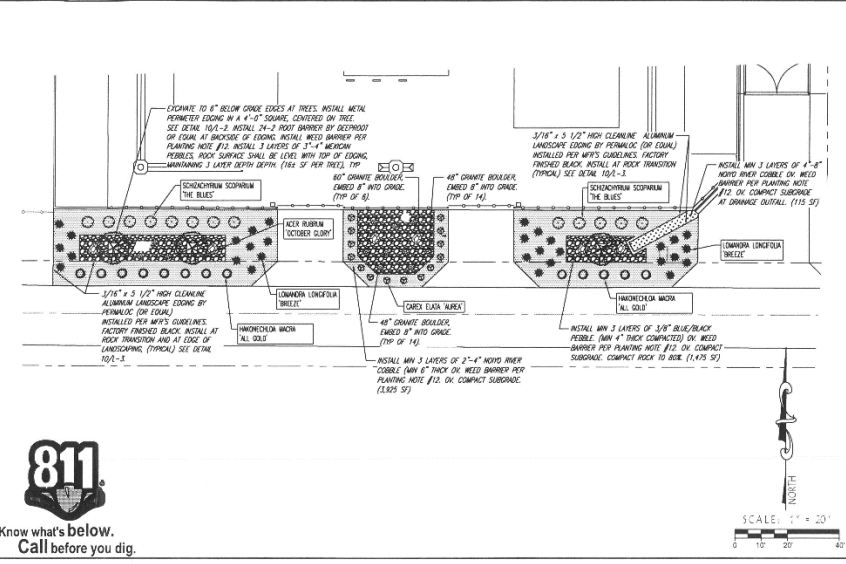 EXCAVATE TO 6" BELOW GRADE EDGES AT TREES. INSTALL METAL
PERIMETER EDGING IN A 4'-0" SQUARE, CENTERED ON TREE.
SEE DETAIL 10/L-2. INSTALL 24-2 ROOT BARRIER BY DEEPROOT
OR EQUAL AT BACKSIDE OF EDGING. INSTALL WEED BARRIER PER
PLANTING NOTE #12. INSTALL 3 LAYERS OF 3"-4" MEXICAN
PEBBLES, ROCK SURFACE SHALL BE LEVEL WITH TOP OF EDGING,
MAINTAINING 3 LAYER DEPTH DEPTH. (16± SF PER TREE), TYP
SCHIZACHYRIUM SCOPARIUM
'THE BLUES'
ACER RUBRUM
'OCTOBER GLORY'
60" GRANITE BOULDER,
EMBED 8" INTO GRADE.
(TYP OF 8).
48" GRANITE BOULDER,
EMBED 8" INTO GRADE.
(TYP OF 14).
3/16" x 5 1/2" HIGH CLEANLINE ALUMINUM
LANDSCAPE EDGING BY PERMALOC (OR EQUAL)
INSTALLED PER MFR'S GUIDELINES. FACTORY
FINISHED BLACK. INSTALL AT ROCK TRANSITION
(TYPICAL) SEE DETAIL 10/L-3.
SCHIZACHYRIUM SCOPARIUM
'THE BLUES'
INSTALL MIN 3 LAYERS OF 4"-8"
NOIYO RIVER COBBLE OV. WEED
BARRIER PER PLANTING NOTE
#12. OV. COMPACT SUBGRADE
AT DRAINAGE OUTFALL. (115 SF)
LOMANDRA LONGIFOLIA
'BREEZE'
3/16" x 5 1/2" HIGH CLEANLINE
ALUMINUM LANDSCAPE EDGING BY
PERMALOC (OR EQUAL)
INSTALLED PER MFR'S GUIDELINES.
FACTORY FINISHED BLACK. INSTALL AT
ROCK TRANSITION AND AT EDGE OF
LANDSCAPING, (TYPICAL) SEE DETAIL
10/L-3.
LOMANDRA LONGIFOLIA
'BREEZE'
HAKONECHLOA MACRA
'ALL GOLD'
CAREX ELATA 'AUREA'
48" GRANITE BOULDER,
EMBED 8" INTO GRADE.
(TYP OF 14).
INSTALL MIN 3 LAYERS OF 2"-4" NOIYO RIVER
COBBLE (MIN 6" THICK OV. WEED BARRIER PER
PLANTING NOTE #12. OV. COMPACT SUBGRADE.
(3,925 SF)
HAKONECHLOA MACRA
'ALL GOLD'
INSTALL MIN 3 LAYERS OF 3/8" BLUE/BLACK
PEBBLE. (MIN 4" THICK COMPACTED) OV. WEED
BARRIER PER PLANTING NOTE #12. OV. COMPACT
SUBGRADE. COMPACT ROCK TO 80%. (1,475 SF)
811
Know what's below.
Call before you dig.
NORTH
SCALE: 1" = 20'
0 10' 20' 40'